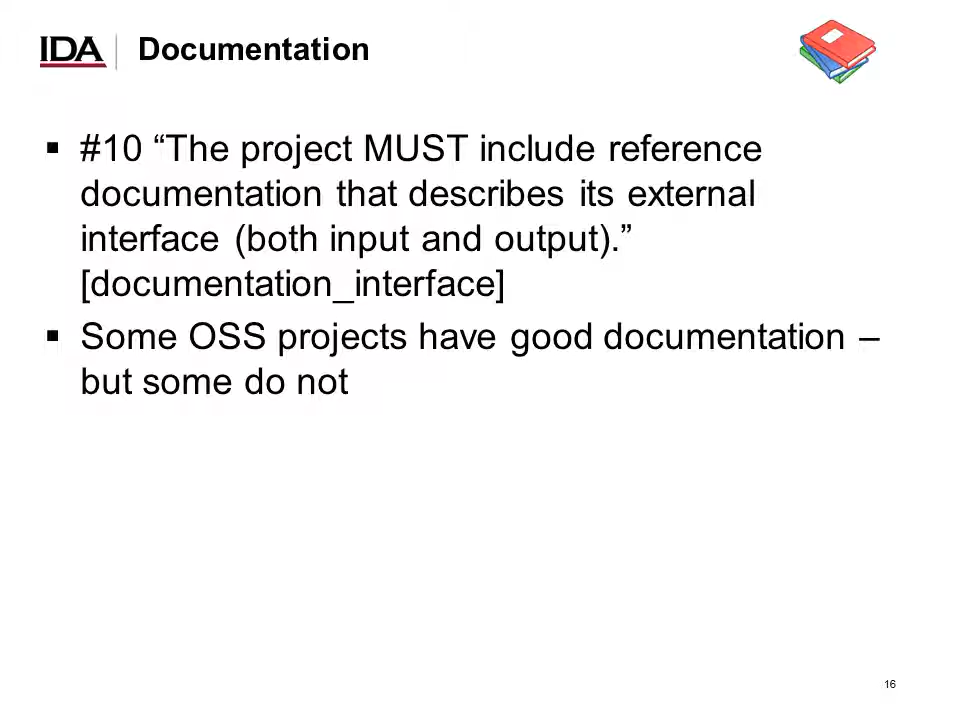 IDA
Documentation
▪ #10 “The project MUST include reference
documentation that describes its external
interface (both input and output).”
[documentation_interface]
▪ Some OSS projects have good documentation –
but some do not
16